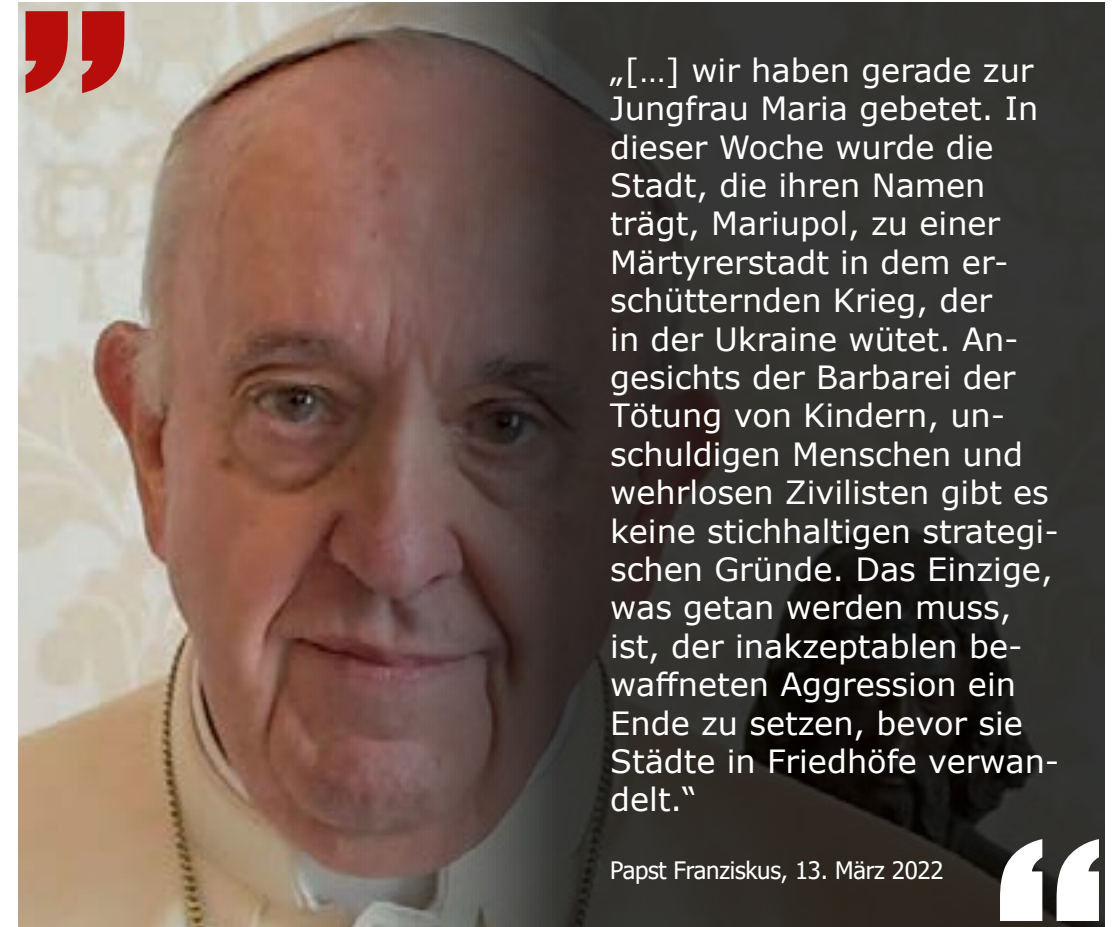 „[…] wir haben gerade zur
Jungfrau Maria gebetet. In
dieser Woche wurde die
Stadt, die ihren Namen
trägt, Mariupol, zu einer
Märtyrerstadt in dem er-
schütternden Krieg, der
in der Ukraine wütet. An-
gesichts der Barbarei der
Tötung von Kindern, un-
schuldigen Menschen und
wehrlosen Zivilisten gibt es
keine stichhaltigen strategi-
schen Gründe. Das Einzige,
was getan werden muss,
ist, der inakzeptablen be-
waffneten Aggression ein
Ende zu setzen, bevor sie
Städte in Friedhöfe verwan-
delt.“
Papst Franziskus, 13. März 2022